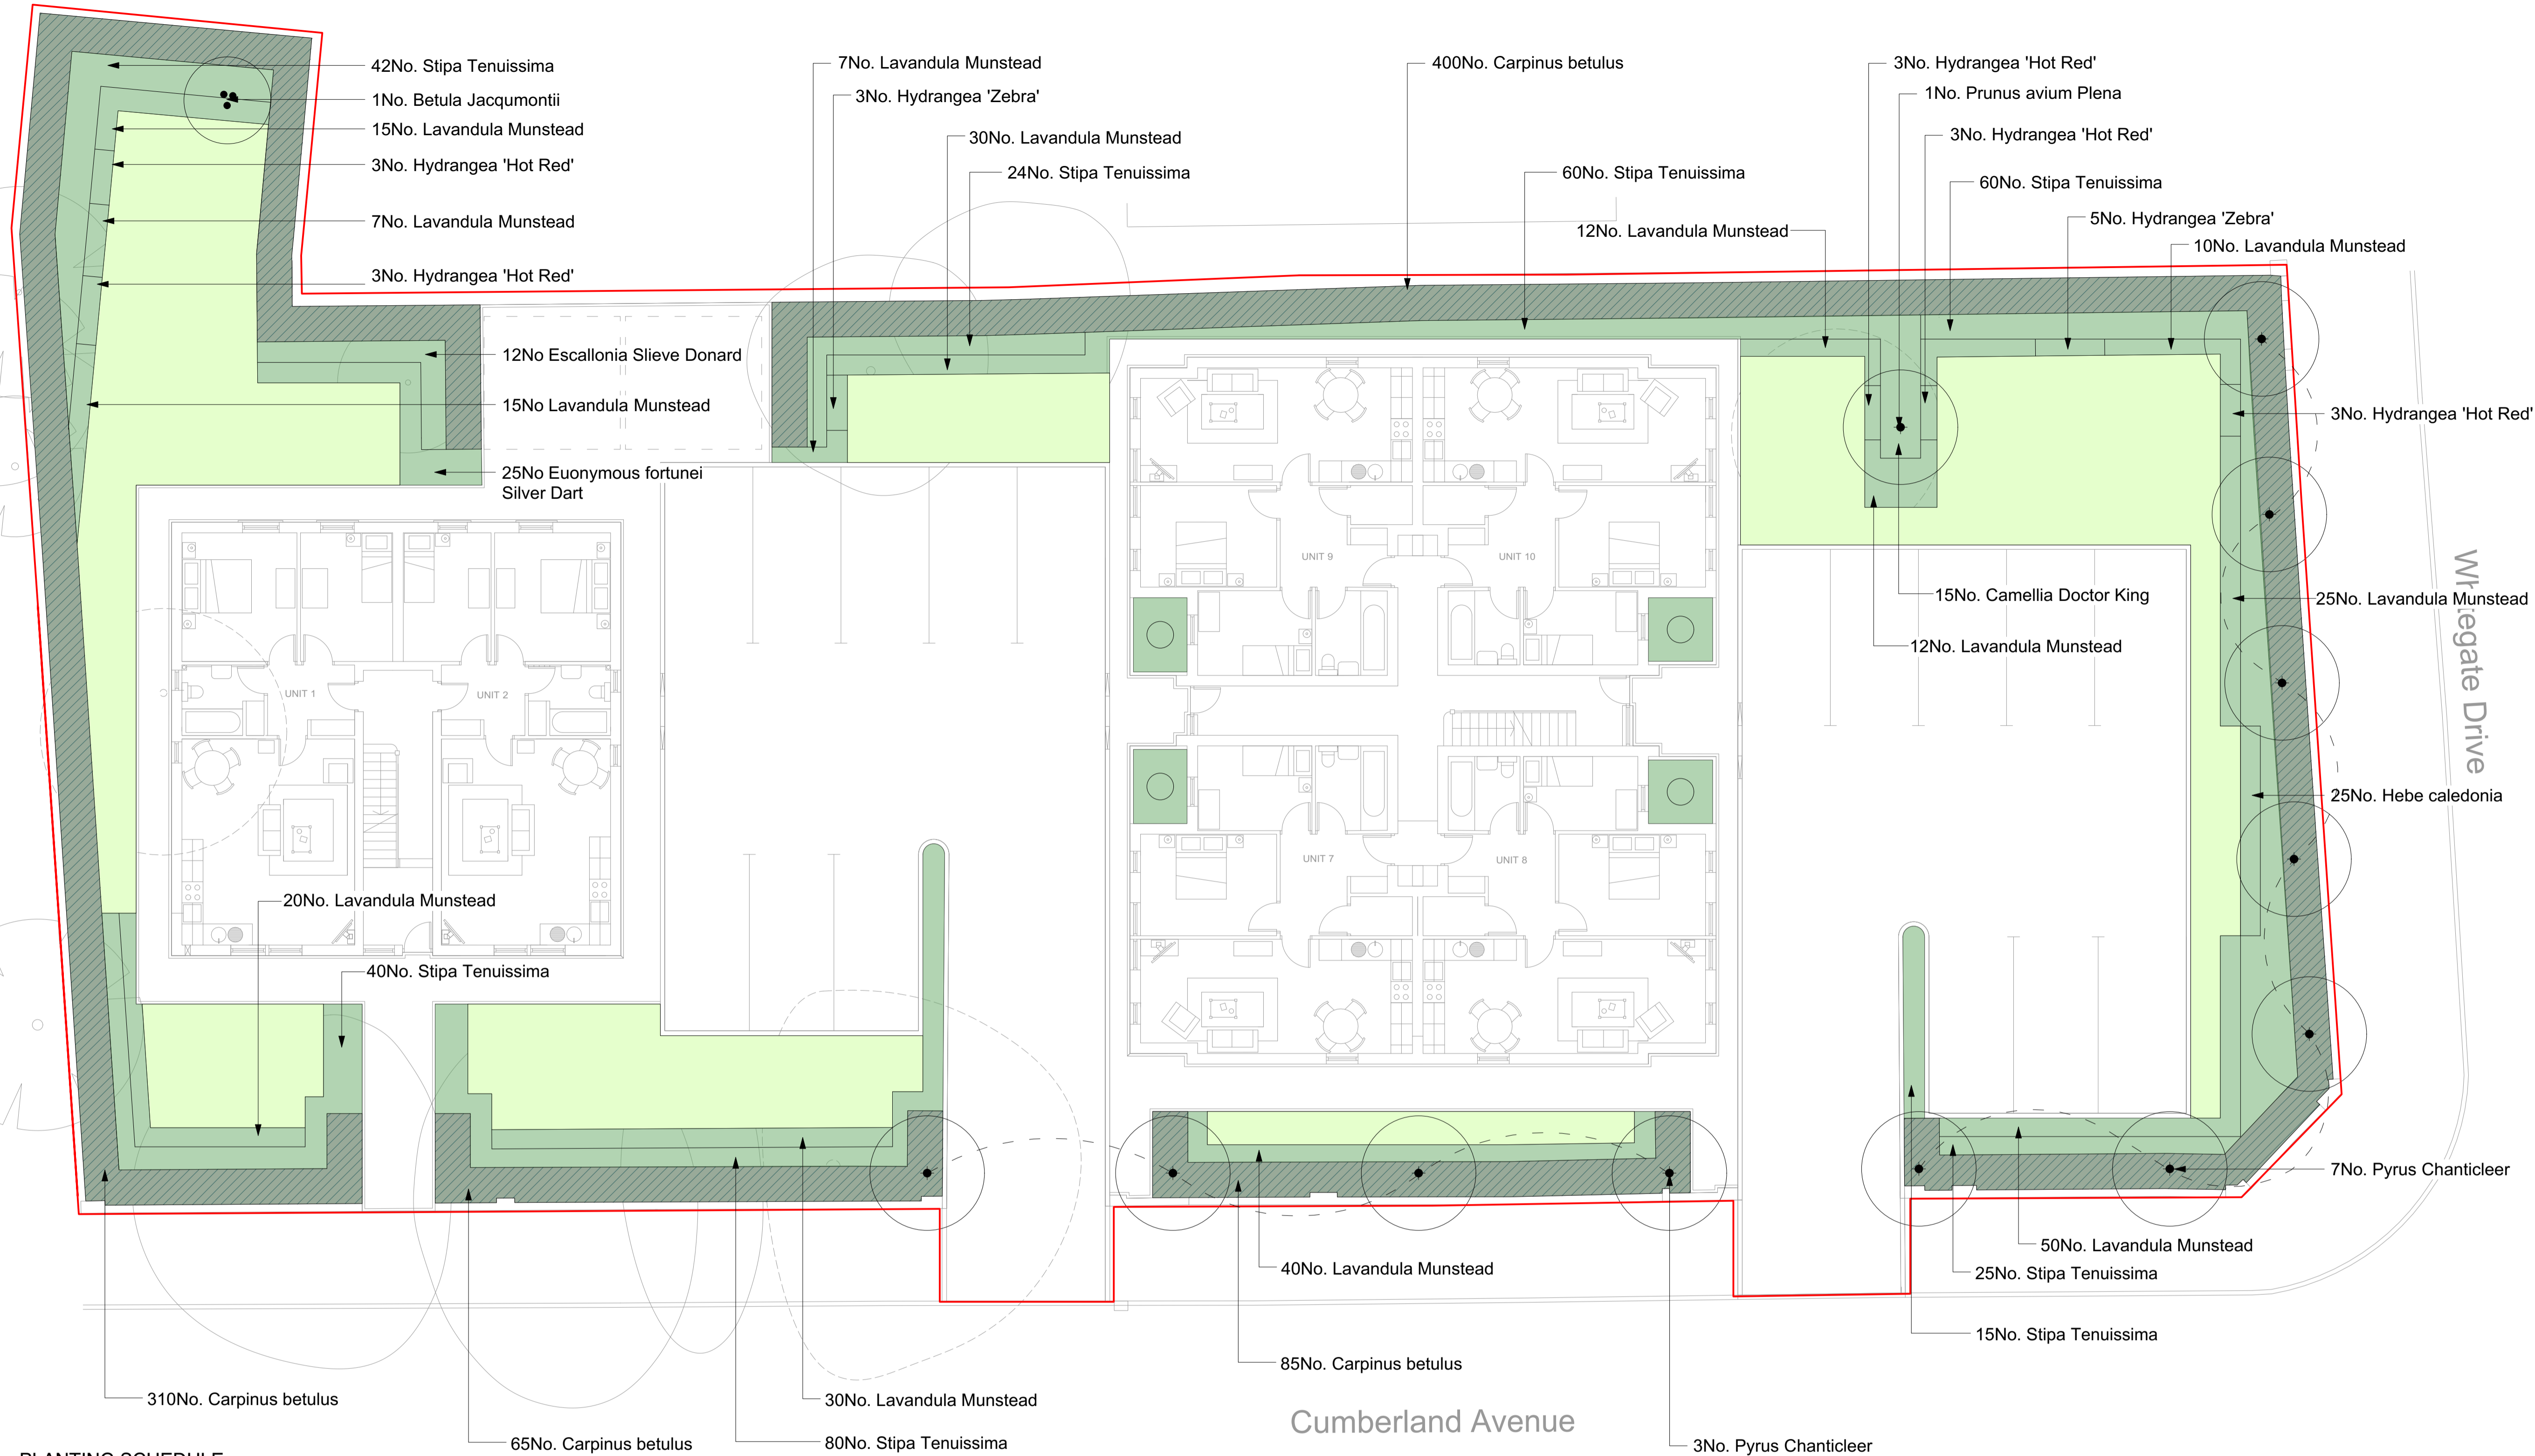 42No. Stipa Tenuissima
1No. Betula Jacqumontii
15No. Lavandula Munstead
3No. Hydrangea 'Hot Red'
7No. Lavandula Munstead
3No. Hydrangea 'Hot Red'
7No. Lavandula Munstead
3No. Hydrangea 'Zebra'
30No. Lavandula Munstead
24No. Stipa Tenuissima
400No. Carpinus betulus
60No. Stipa Tenuissima
12No. Lavandula Munstead
3No. Hydrangea 'Hot Red'
1No. Prunus avium Plena
3No. Hydrangea 'Hot Red'
60No. Stipa Tenuissima
5No. Hydrangea 'Zebra'
10No. Lavandula Munstead
12No Escallonia Slieve Donard
15No Lavandula Munstead
25No Euonymous fortunei
Silver Dart
3No. Hydrangea 'Hot Red'
UNIT 9
UNIT 10
15No. Camellia Doctor King
25No. Lavandula Munstead
12No. Lavandula Munstead
Whitegate Drive
UNIT 1
UNIT 2
25No. Hebe caledonia
UNIT 7
UNIT 8
20No. Lavandula Munstead
40No. Stipa Tenuissima
7No. Pyrus Chanticleer
50No. Lavandula Munstead
40No. Lavandula Munstead
25No. Stipa Tenuissima
15No. Stipa Tenuissima
85No. Carpinus betulus
310No. Carpinus betulus
30No. Lavandula Munstead
Cumberland Avenue
65No. Carpinus betulus
80No. Stipa Tenuissima
3No. Pyrus Chanticleer
PLANTING SCHEDULE